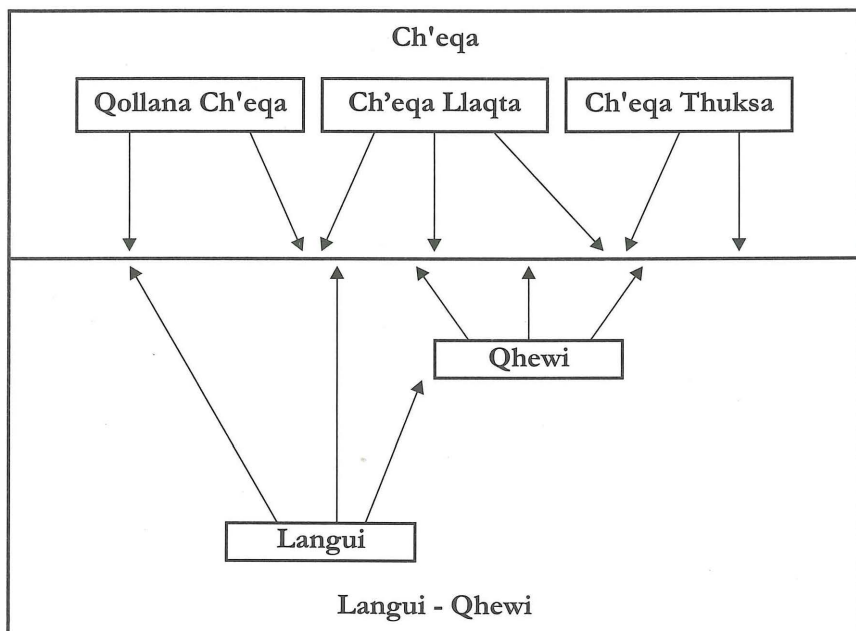 Ch'eqa
Qollana Ch'eqa
Ch’eqa Llaqta
Ch'eqa Thuksa
Qhewi
Langui
Langui - Qhewi